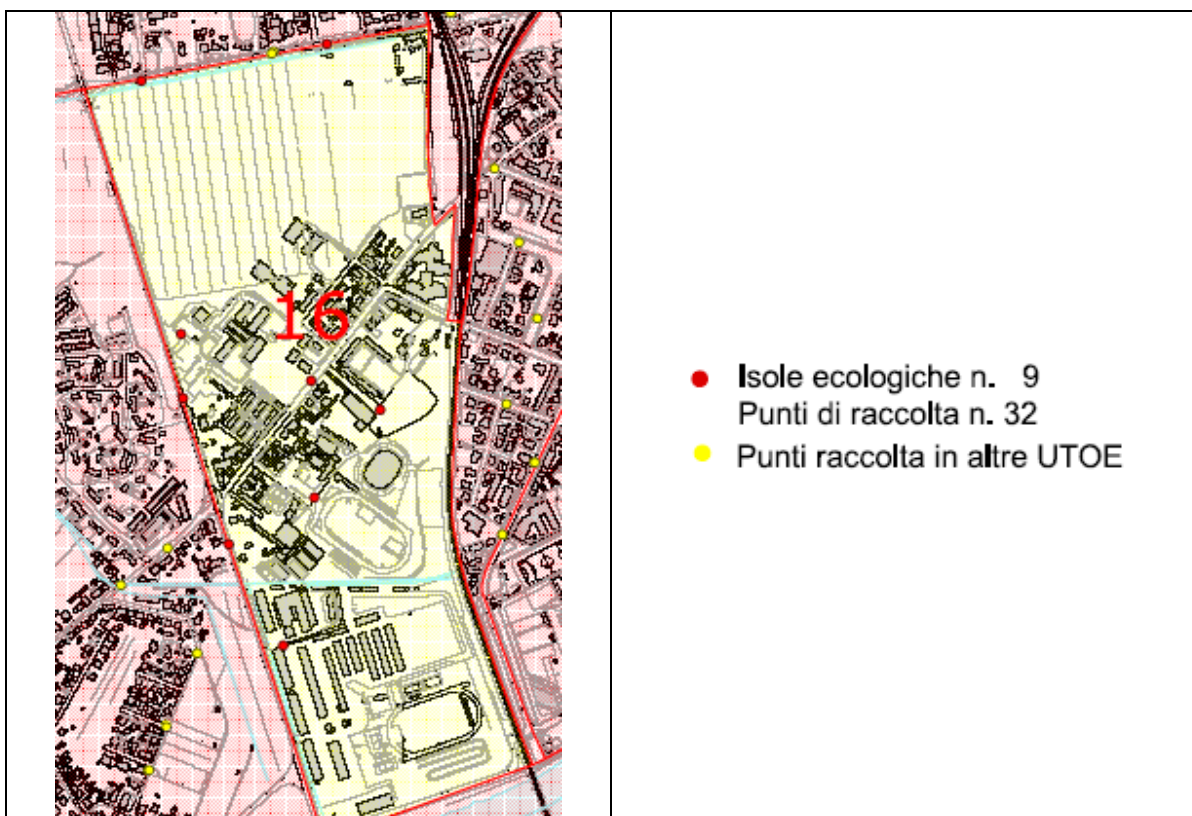 16
Isole ecologiche n. 9
Punti di raccolta n. 32
Punti raccolta in altre UTOE